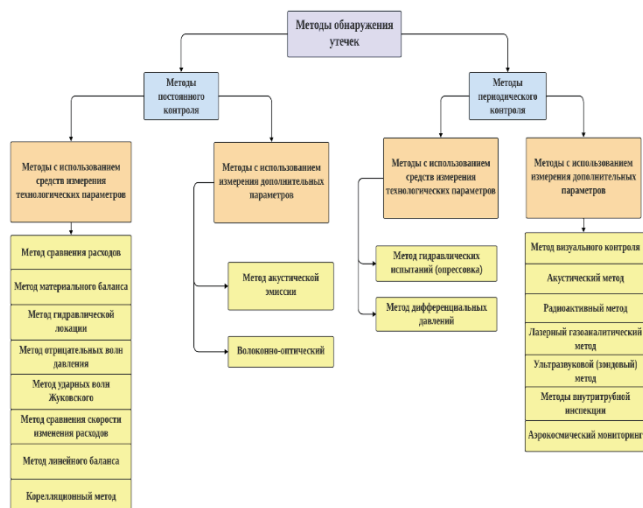 Методы обнаружения
утечек
Методы
постоянного
контроля
Методы
периодического
контроля
Методы с использованием
средств измерения
технологических параметров
Методы с использованием
измерения дополнительных
параметров
Методы с использованием
средств измерения
технологических параметров
Методы с использованием
измерения дополнительных
параметров
Метод сравнения расходов
Метод материального баланса
Метод гидравлической
локации
Метод отрицательных волн
давления
Метод ударных волн
Жуковского
Метод сравнения скорости
изменения расходов
Метод линейного баланса
Корелляционный метод
Метод акустической
эмиссии
Волоконно-оптический
Метод гидравлических
испытаний (опрессовка)
Метод дифференциальных
давлений
Метод визуального контроля
Акустический метод
Радиоактивный метод
Лазерный газоаналитический
метод
Ультразвуковой (зондовый)
метод
Методы внутритрубной
инспекции
Аэрокосмический мониторинг